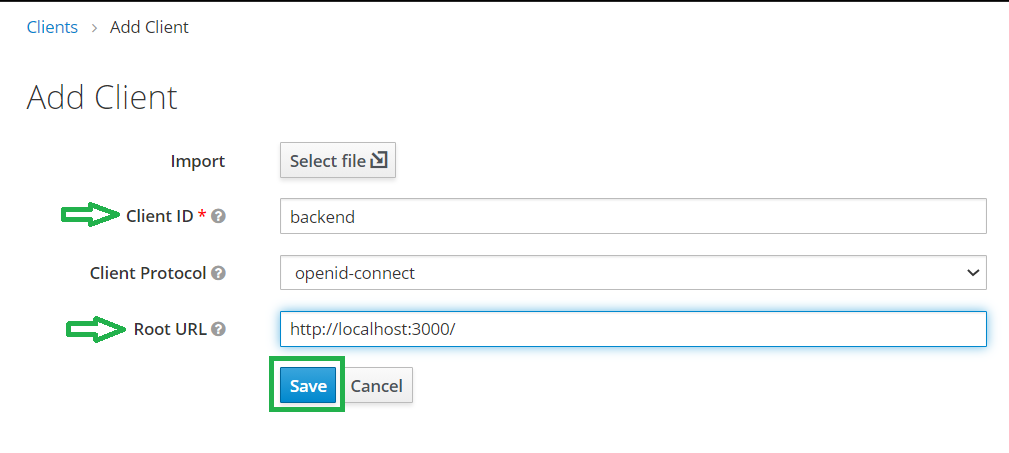 Clients > Add Client
Add Client
Import Select file
Client ID * ? backend
Client Protocol ? openid-connect
Root URL ? http://localhost:3000/
Save Cancel